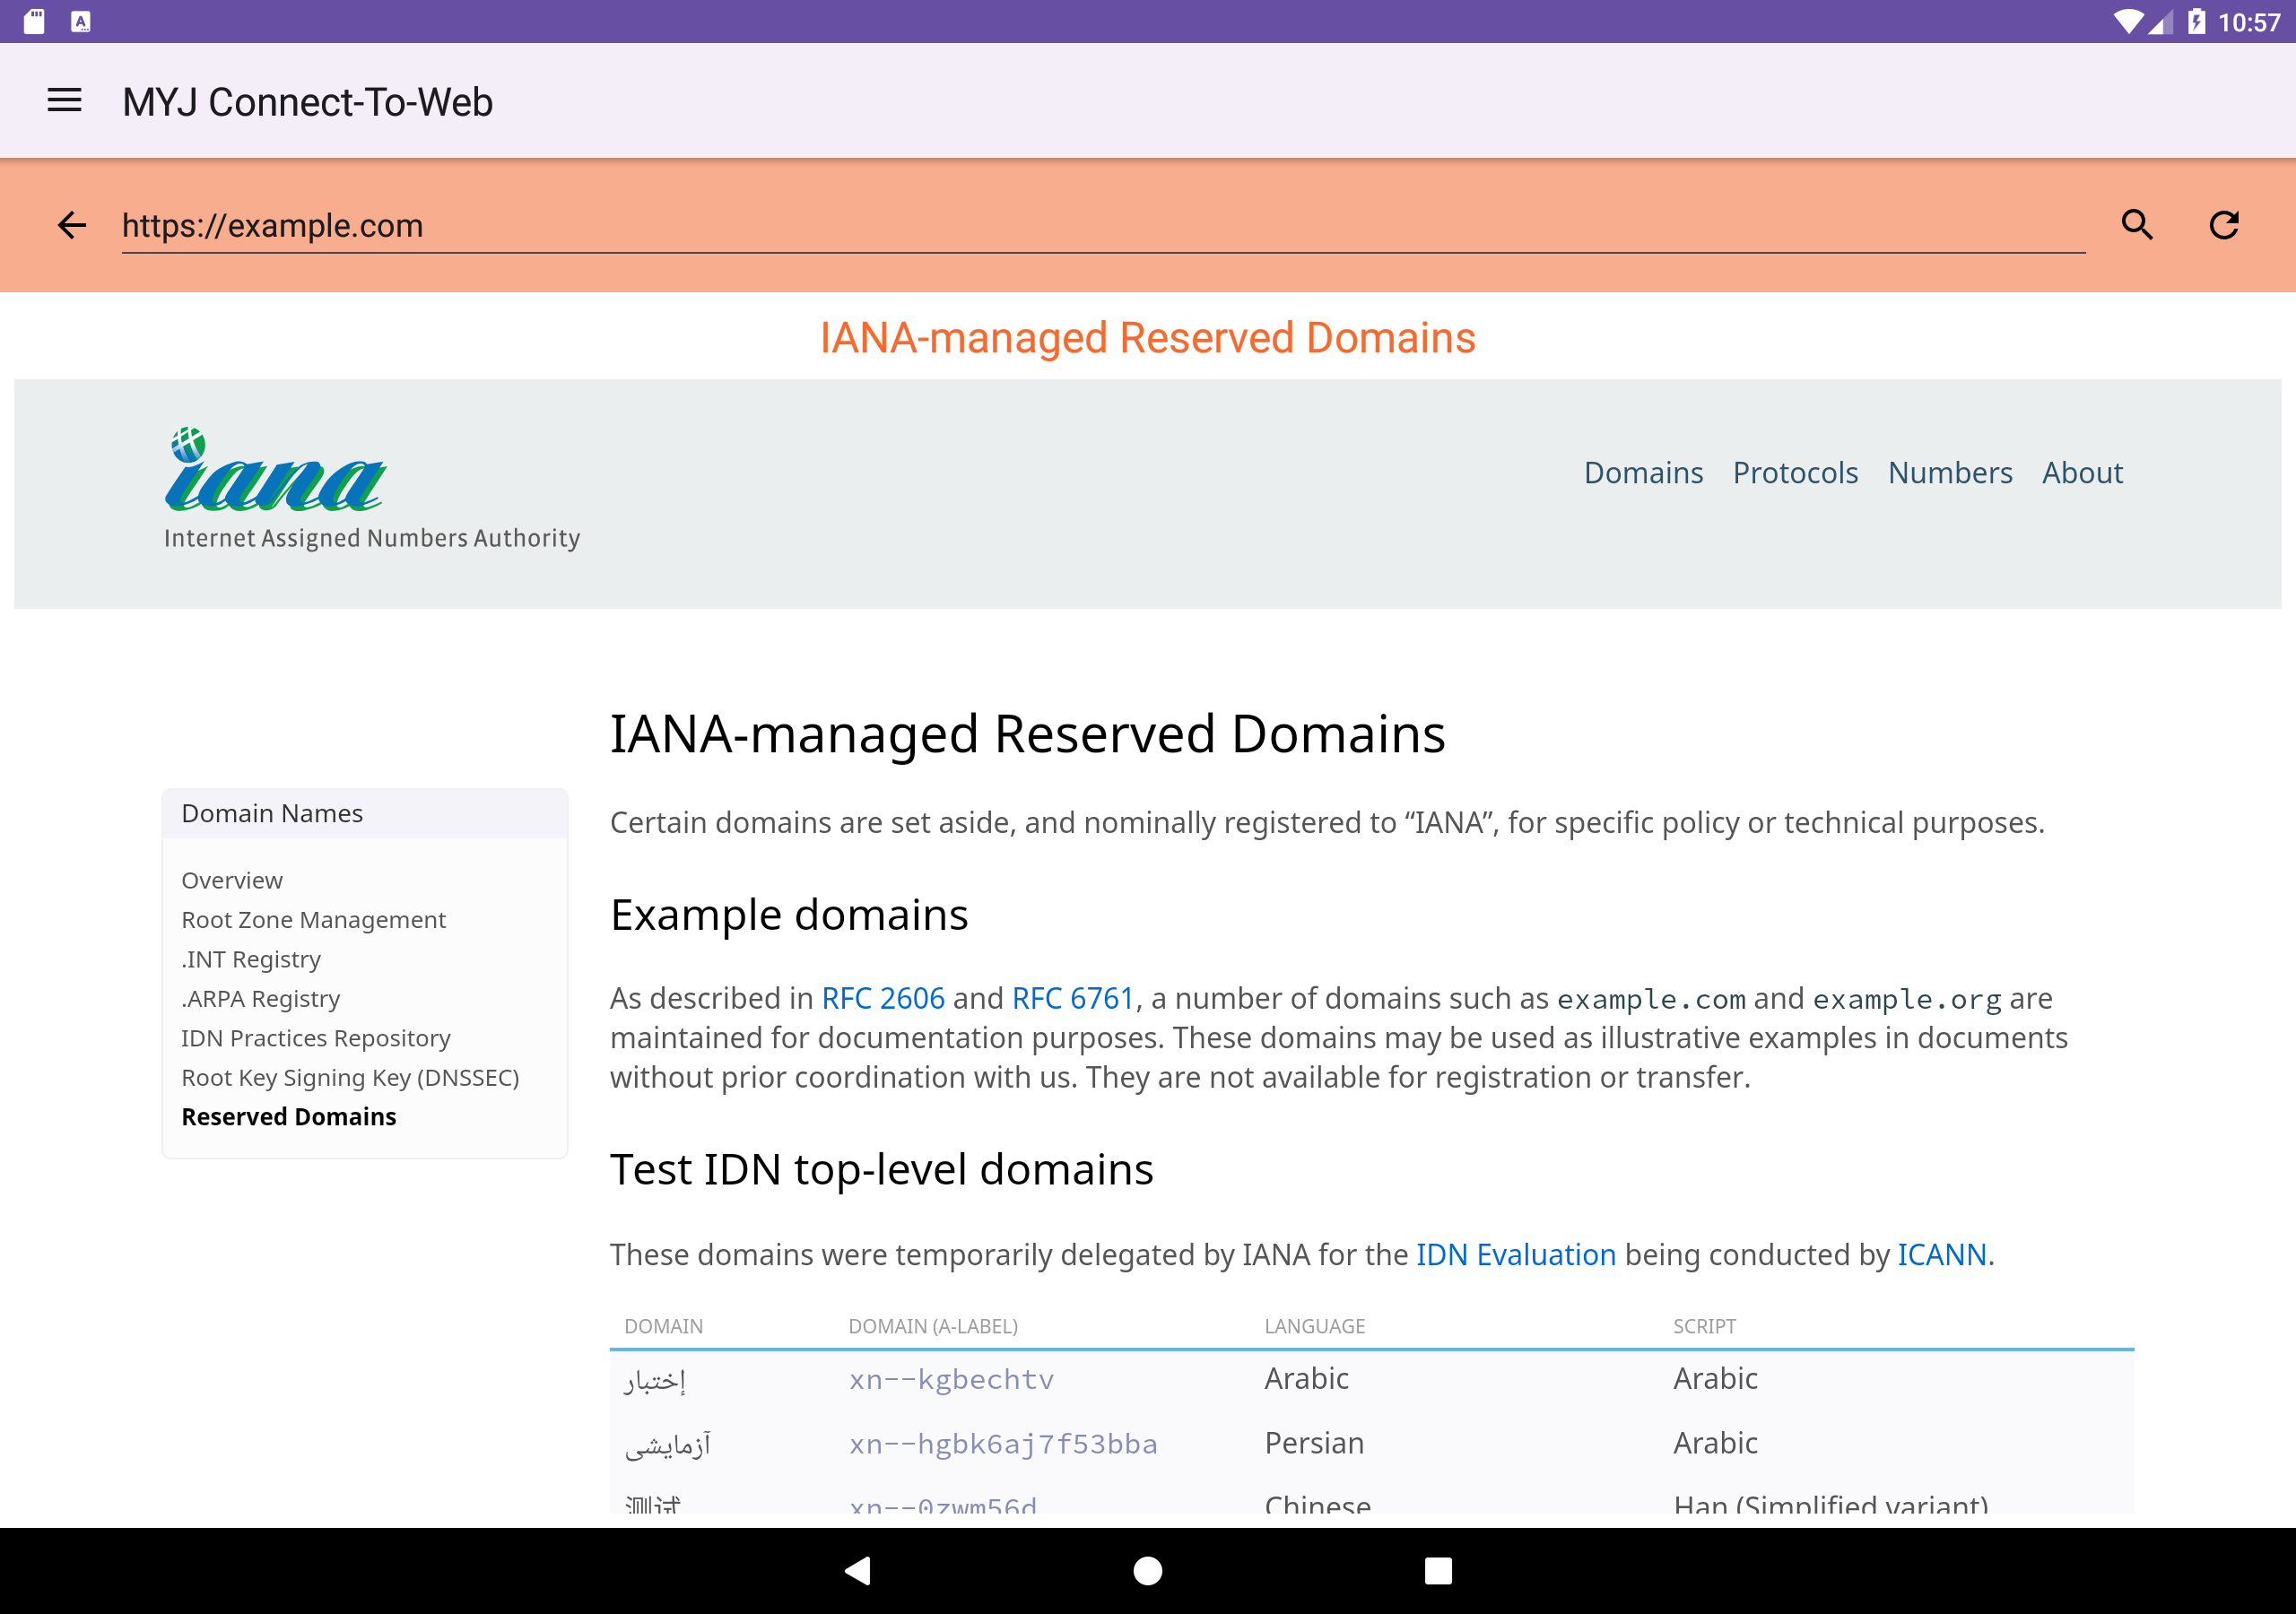 10:57
MYJ Connect-To-Web
https://example.com
IANA-managed Reserved Domains
iana
Internet Assigned Numbers Authority
Domains Protocols Numbers About
IANA-managed Reserved Domains
Certain domains are set aside, and nominally registered to “IANA”, for specific policy or technical purposes.
Domain Names
Overview
Root Zone Management
.INT Registry
.ARPA Registry
IDN Practices Repository
Root Key Signing Key (DNSSEC)
Reserved Domains
Example domains
As described in RFC 2606 and RFC 6761, a number of domains such as example.com and example.org are
maintained for documentation purposes. These domains may be used as illustrative examples in documents
without prior coordination with us. They are not available for registration or transfer.
Test IDN top-level domains
These domains were temporarily delegated by IANA for the IDN Evaluation being conducted by ICANN.
DOMAIN DOMAIN (A-LABEL) LANGUAGE SCRIPT
إختبار xn--kgbechtv Arabic Arabic
آزمایشی xn--hgbk6aj7f53bba Persian Arabic
测试 xn--0zwm56d Chinese Han (Simplified variant)